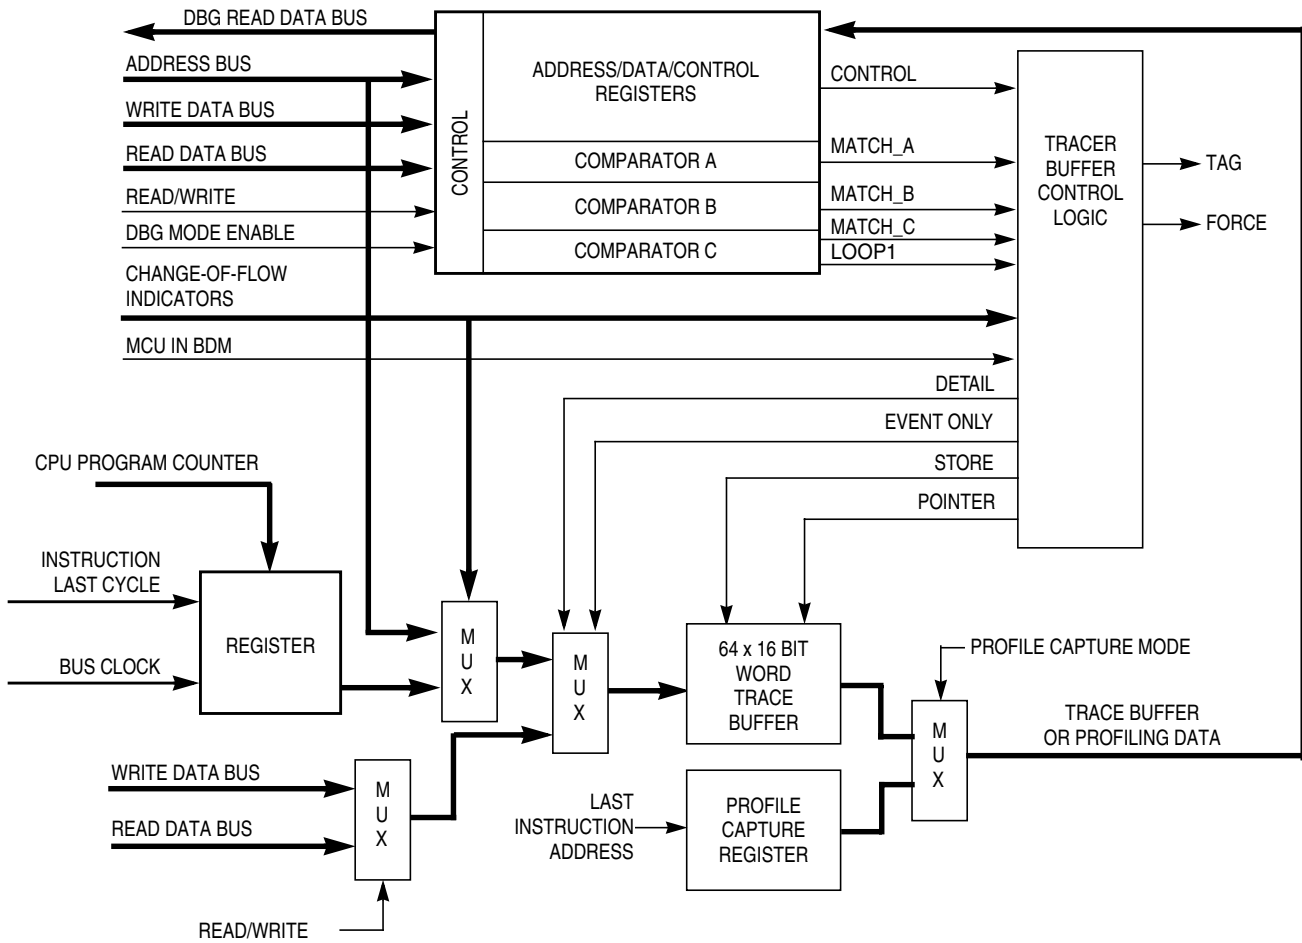 DBG READ DATA BUS
ADDRESS BUS
WRITE DATA BUS
READ DATA BUS
READ/WRITE
DBG MODE ENABLE
CHANGE-OF-FLOW
INDICATORS
MCU IN BDM
CONTROL
ADDRESS/DATA/CONTROL
REGISTERS
COMPARATOR A
COMPARATOR B
COMPARATOR C
CONTROL
MATCH_A
MATCH_B
MATCH_C
LOOP1
TRACER
BUFFER
CONTROL
LOGIC
TAG
FORCE
DETAIL
EVENT ONLY
STORE
POINTER
CPU PROGRAM COUNTER
INSTRUCTION
LAST CYCLE
BUS CLOCK
REGISTER
M
U
X
M
U
X
64 x 16 BIT
WORD
TRACE
BUFFER
PROFILE CAPTURE MODE
M
U
X
TRACE BUFFER
OR PROFILING DATA
WRITE DATA BUS
READ DATA BUS
M
U
X
READ/WRITE
LAST
INSTRUCTION
ADDRESS
PROFILE
CAPTURE
REGISTER